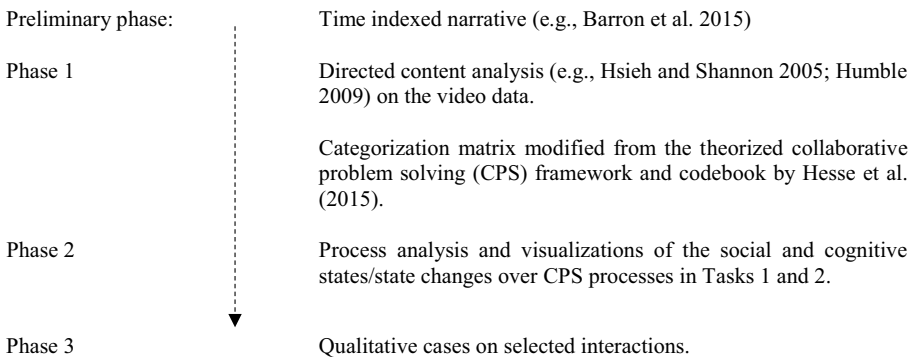 Preliminary phase: Time indexed narrative (e.g., Barron et al. 2015)
Phase 1 Directed content analysis (e.g., Hsieh and Shannon 2005; Humble
2009) on the video data.
Categorization matrix modified from the theorized collaborative
problem solving (CPS) framework and codebook by Hesse et al.
(2015).
Phase 2 Process analysis and visualizations of the social and cognitive
states/state changes over CPS processes in Tasks 1 and 2.
Phase 3 Qualitative cases on selected interactions.